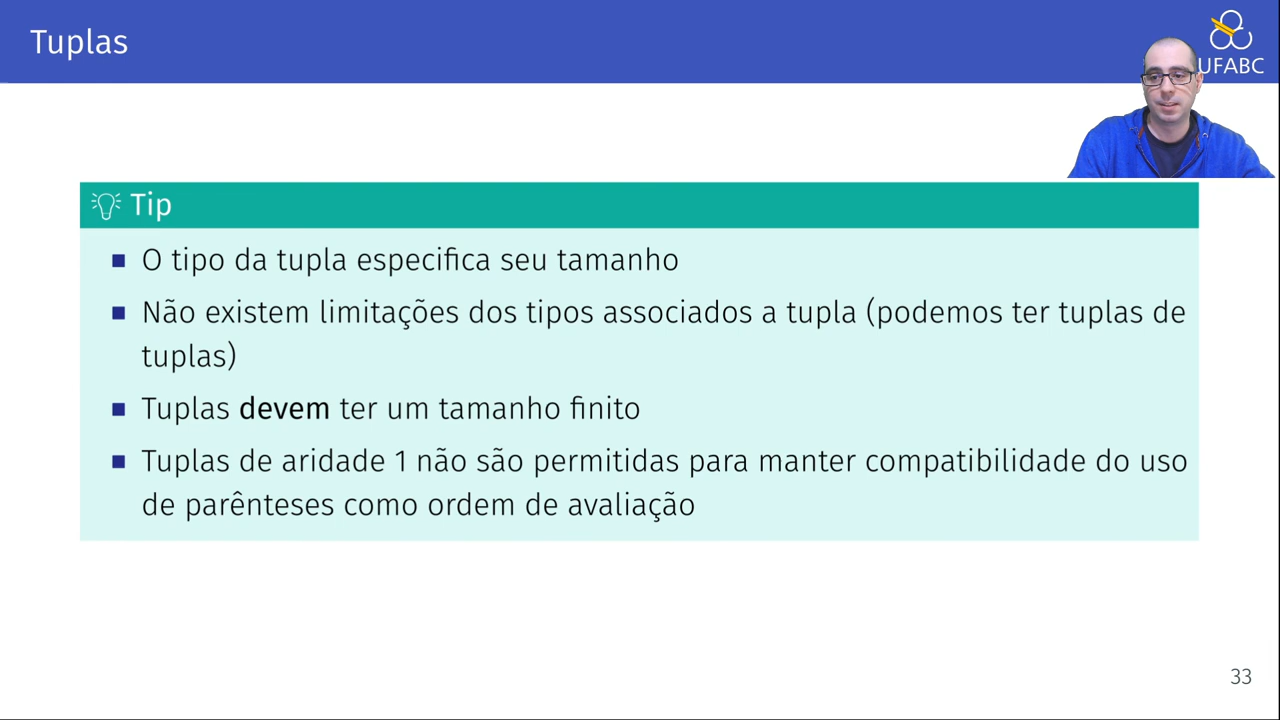 Tuplas
UFABC
Tip
O tipo da tupla especifica seu tamanho
Não existem limitações dos tipos associados a tupla (podemos ter tuplas de
tuplas)
Tuplas devem ter um tamanho finito
Tuplas de aridade 1 não são permitidas para manter compatibilidade do uso
de parênteses como ordem de avaliação
33